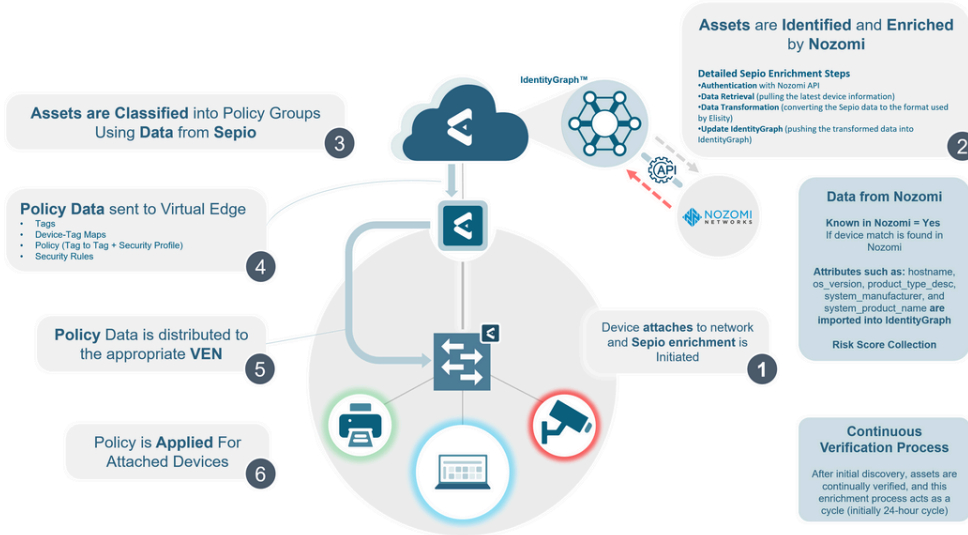 Assets are Identified and Enriched
by Nozomi
Detailed Sepio Enrichment Steps
•Authentication with Nozomi API
•Data Retrieval (pulling the latest device information)
•Data Transformation (converting the Sepio data to the format used
by Elisity)
•Update IdentityGraph (pushing the transformed data into
IdentityGraph)
2
IdentityGraph™
API
NOZOMI
NETWORKS
Assets are Classified into Policy Groups
Using Data from Sepio
3
Policy Data sent to Virtual Edge
• Tags
• Device-Tag Maps
• Policy (Tag to Tag + Security Profile)
• Security Rules
4
Data from Nozomi
Known in Nozomi = Yes
If device match is found in
Nozomi
Attributes such as: hostname,
os_version, product_type_desc,
system_manufacturer, and
system_product_name are
imported into IdentityGraph
Risk Score Collection
Policy Data is distributed to
the appropriate VEN
5
Device attaches to network
and Sepio enrichment is
Initiated
1
Policy is Applied For
Attached Devices
6
Continuous
Verification Process
After initial discovery, assets are
continually verified, and this
enrichment process acts as a
cycle (initially 24-hour cycle)